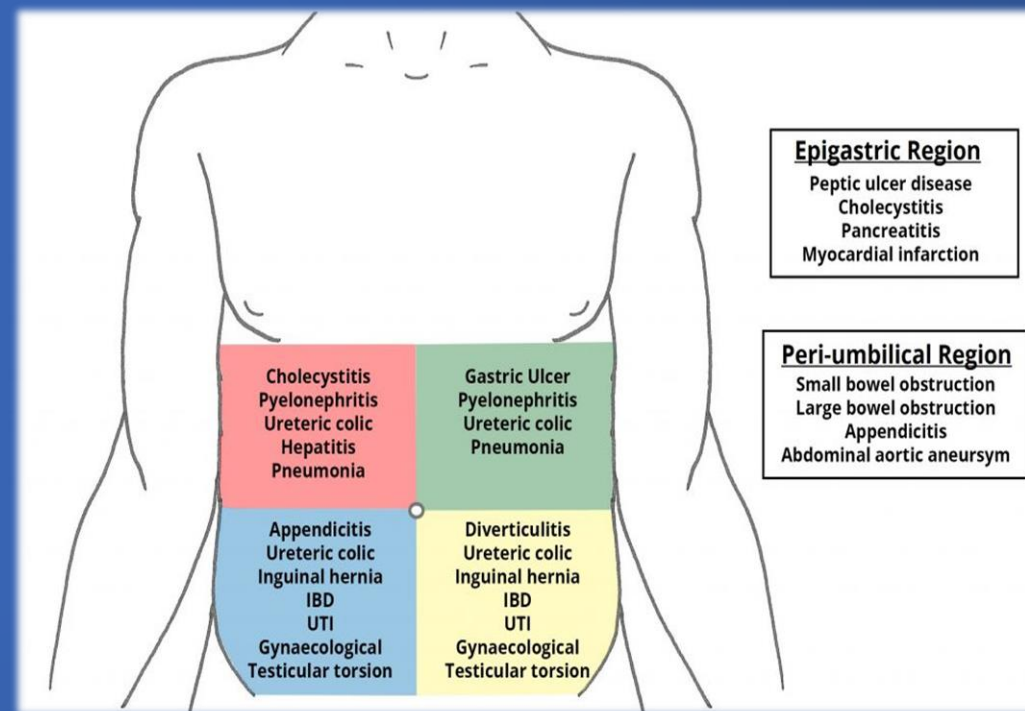 Epigastric Region
Peptic ulcer disease
Cholecystitis
Pancreatitis
Myocardial infarction
Peri-umbilical Region
Small bowel obstruction
Large bowel obstruction
Appendicitis
Abdominal aortic aneursym
Cholecystitis
Pyelonephritis
Ureteric colic
Hepatitis
Pneumonia
Gastric Ulcer
Pyelonephritis
Ureteric colic
Pneumonia
Appendicitis
Ureteric colic
Inguinal hernia
IBD
UTI
Gynaecological
Testicular torsion
Diverticulitis
Ureteric colic
Inguinal hernia
IBD
UTI
Gynaecological
Testicular torsion